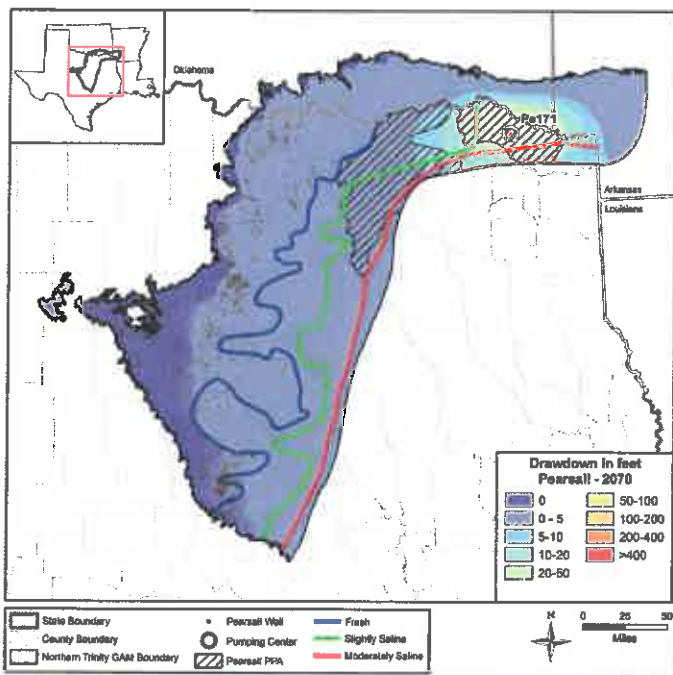 Oklahoma
Pe171
Arkansas
Louisiana
Drawdown in feet
Pearsall - 2070
0
0 - 5
5-10
10-20
20-50
50-100
100-200
200-400
>400
State Boundary
County Boundary
Northern Trinity GAM Boundary
Pearsall Well
Pumping Center
Pearsall PPA
Fresh
Slightly Saline
Moderately Saline
N
0 25 50
Miles